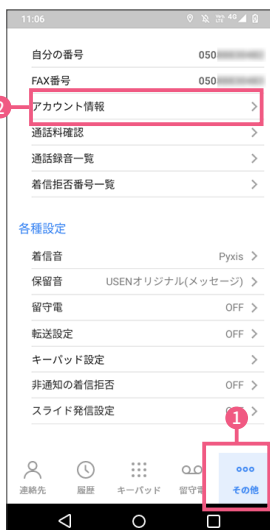 11:06 4G
自分の番号 050
FAX番号 050
2 アカウント情報
通話料確認
通話録音一覧
着信拒否番号一覧
各種設定
着信音 Pyxis
保留音 USENオリジナル(メッセージ)
留守電 OFF
転送設定 OFF
キーパッド設定
非通知の着信拒否 OFF
スライド発信設定
1
連絡先 履歴 キーパッド 留守電 その他